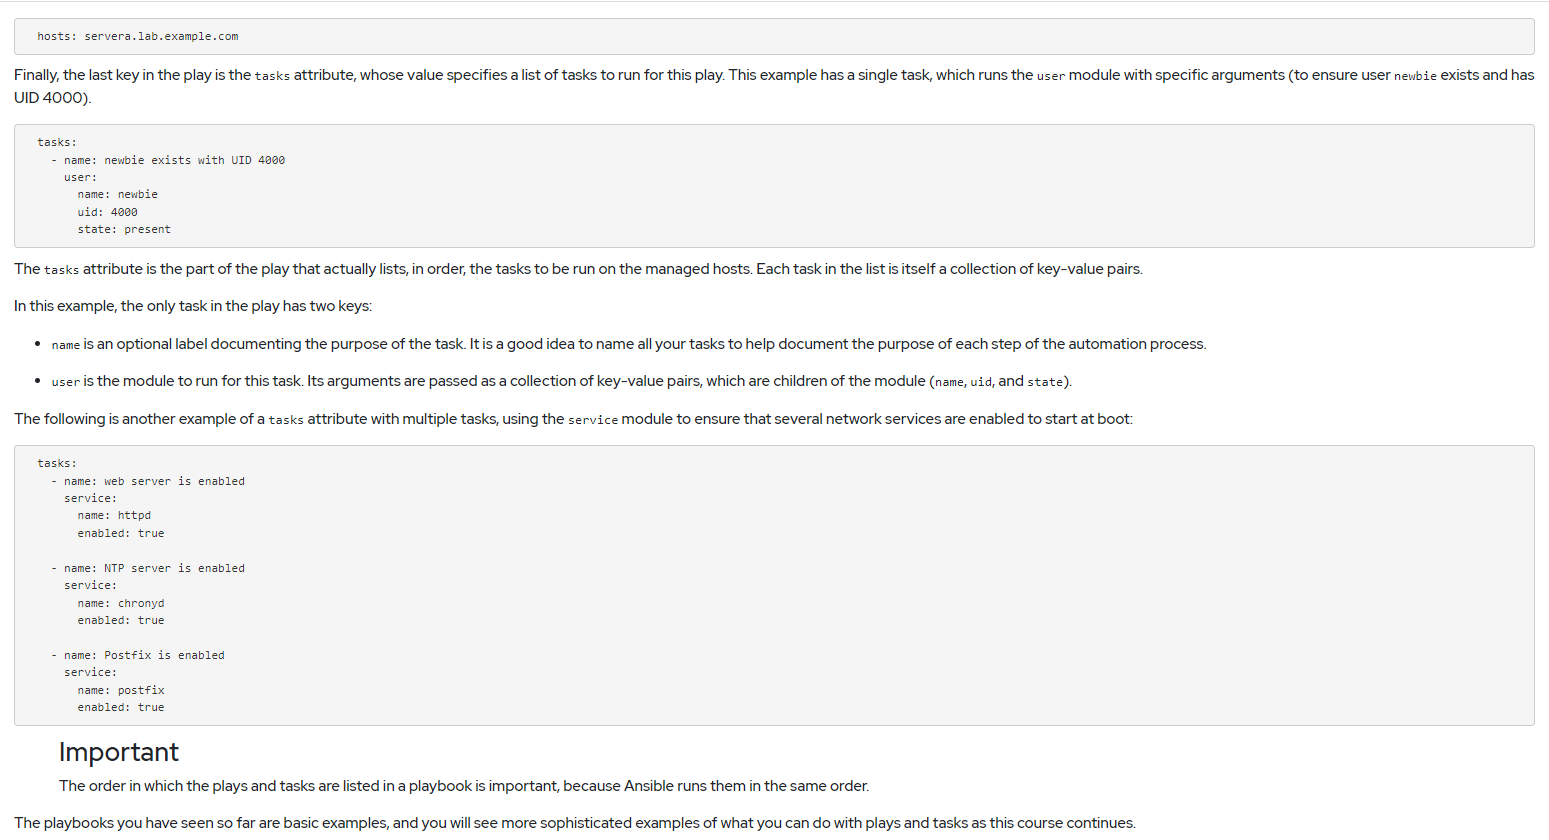 hosts: servera.lab.example.com
Finally, the last key in the play is the tasks attribute, whose value specifies a list of tasks to run for this play. This example has a single task, which runs the user module with specific arguments (to ensure user newbie exists and has
UID 4000).
tasks:
- name: newbie exists with UID 4000
user:
name: newbie
uid: 4000
state: present
The tasks attribute is the part of the play that actually lists, in order, the tasks to be run on the managed hosts. Each task in the list is itself a collection of key-value pairs.
In this example, the only task in the play has two keys:
• name is an optional label documenting the purpose of the task. It is a good idea to name all your tasks to help document the purpose of each step of the automation process.
• user is the module to run for this task. Its arguments are passed as a collection of key-value pairs, which are children of the module (name, uid, and state).
The following is another example of a tasks attribute with multiple tasks, using the service module to ensure that several network services are enabled to start at boot:
tasks:
- name: web server is enabled
service:
name: httpd
enabled: true
- name: NTP server is enabled
service:
name: chronyd
enabled: true
- name: Postfix is enabled
service:
name: postfix
enabled: true
Important
The order in which the plays and tasks are listed in a playbook is important, because Ansible runs them in the same order.
The playbooks you have seen so far are basic examples, and you will see more sophisticated examples of what you can do with plays and tasks as this course continues.